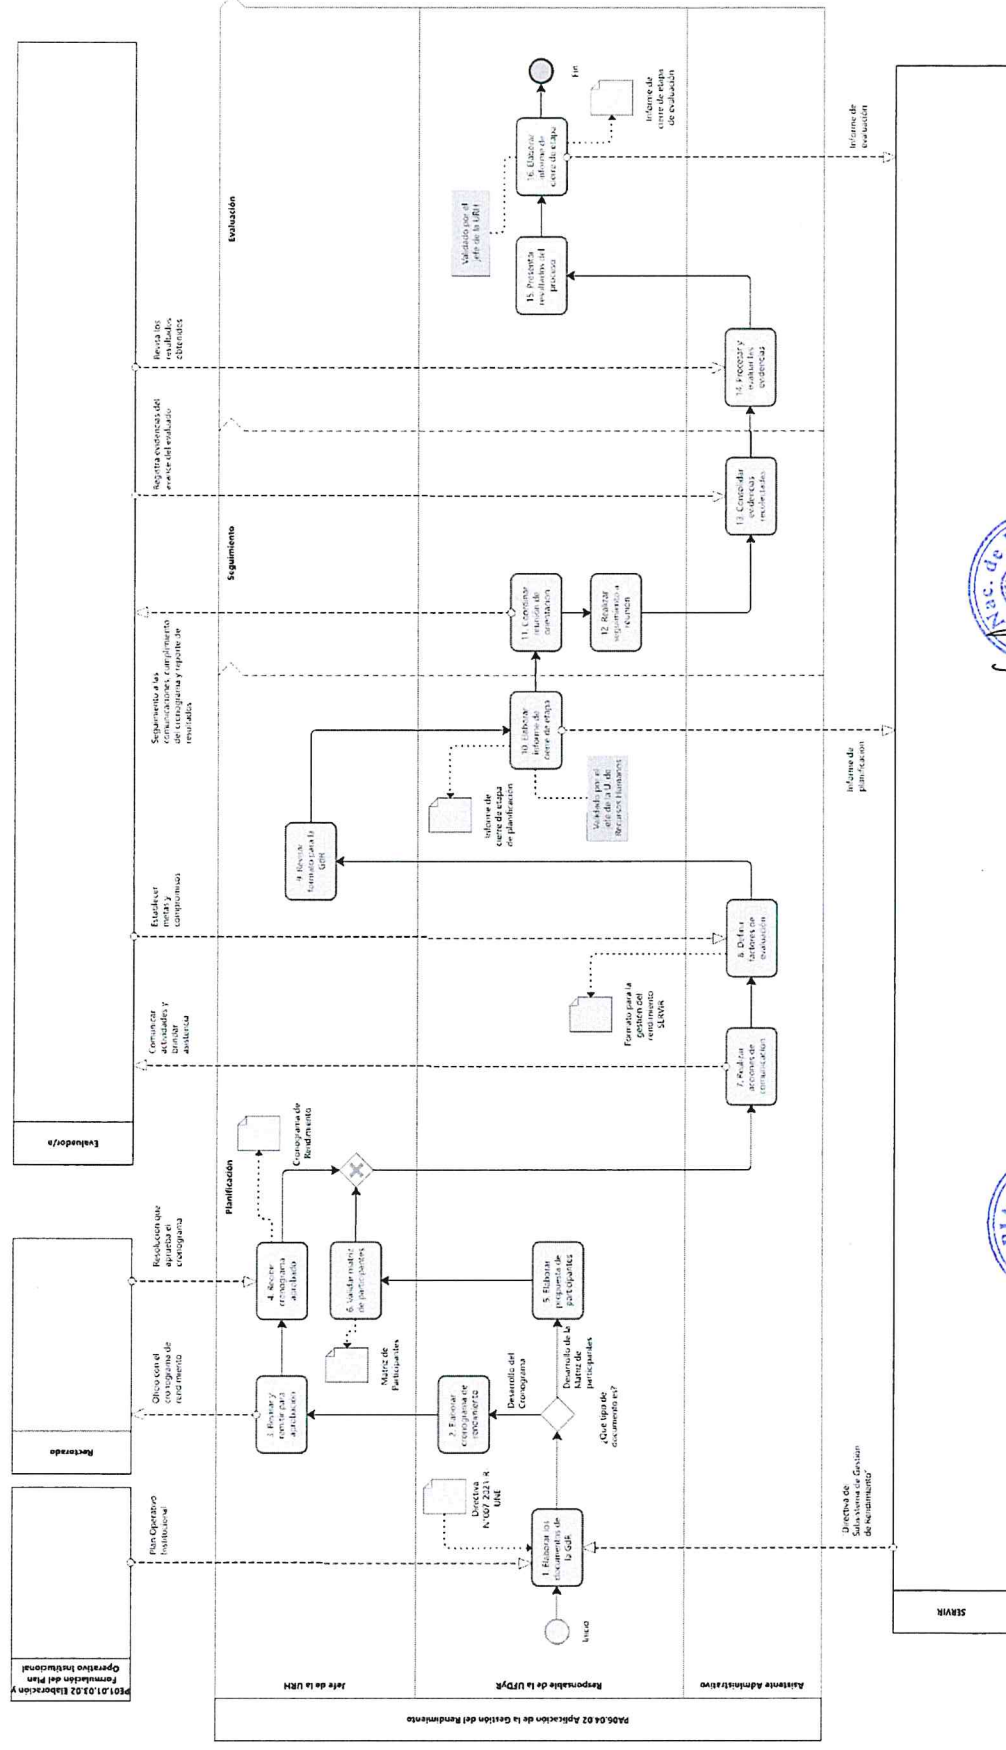 PE01.01.03.02 Elaboración y
Formulación del Plan
Operativo Institucional
Rectorado
Evaluador/a
Plan Operativo
Institucional
Oficio con el
cronograma de
rendimiento
Resolución que
aprueba el
cronograma
Comunicar
actividades y
brindar
asistencia
Establecer
metas y
compromisos
Seguimiento a las
comunicaciones, cumplimiento
del cronograma y reporte de
resultados
Registra evidencias del
avance del evaluado
Revisa los
resultados
obtenidos
PA06.04.02 Aplicación de la Gestión del Rendimiento
Jefe de la URH
Responsable de la UFDyR
Asistente Administrativo
Planificación
Seguimiento
Evaluación
3. Revisar y
remitir para
aprobación
4. Recibir
cronograma
aprobado
Cronograma de
Rendimiento
6. Validar matriz
de participantes
Matriz de
Participantes
9. Revisar
formato para la
GdR
Inicio
1. Elaborar los
documentos de
la GdR
Directiva
N°007-2021-R-
UNE
¿Qué tipo de
documento es?
Desarrollo del
Cronograma
Desarrollo de la
Matriz de
participantes
2. Elaborar
cronograma de
rendimiento
5. Elaborar
propuesta de
participantes
7. Realizar
acciones de
comunicación
8. Definir
factores de
evaluación
Formato para la
gestión del
rendimiento
SERVIR
10. Elaborar
informe de
cierre de etapa
Informe de
cierre de etapa
de planificación
Validado por el
jefe de la U. de
Recursos Humanos
11. Coordinar
reunión de
orientación
12. Realizar
seguimiento a
reunión
13. Consolidar
evidencias
recolectadas
14. Procesar y
evaluar las
evidencias
15. Presentar
resultados del
proceso
16. Elaborar
informe de
cierre de etapa
Validado por el
jefe de la URH
Informe de
cierre de etapa
de evaluación
Fin
"Directiva de
Subsistema de Gestión
de Rendimiento"
Informe de
planificación
Informe de
evaluación
SERVIR
Nac. de